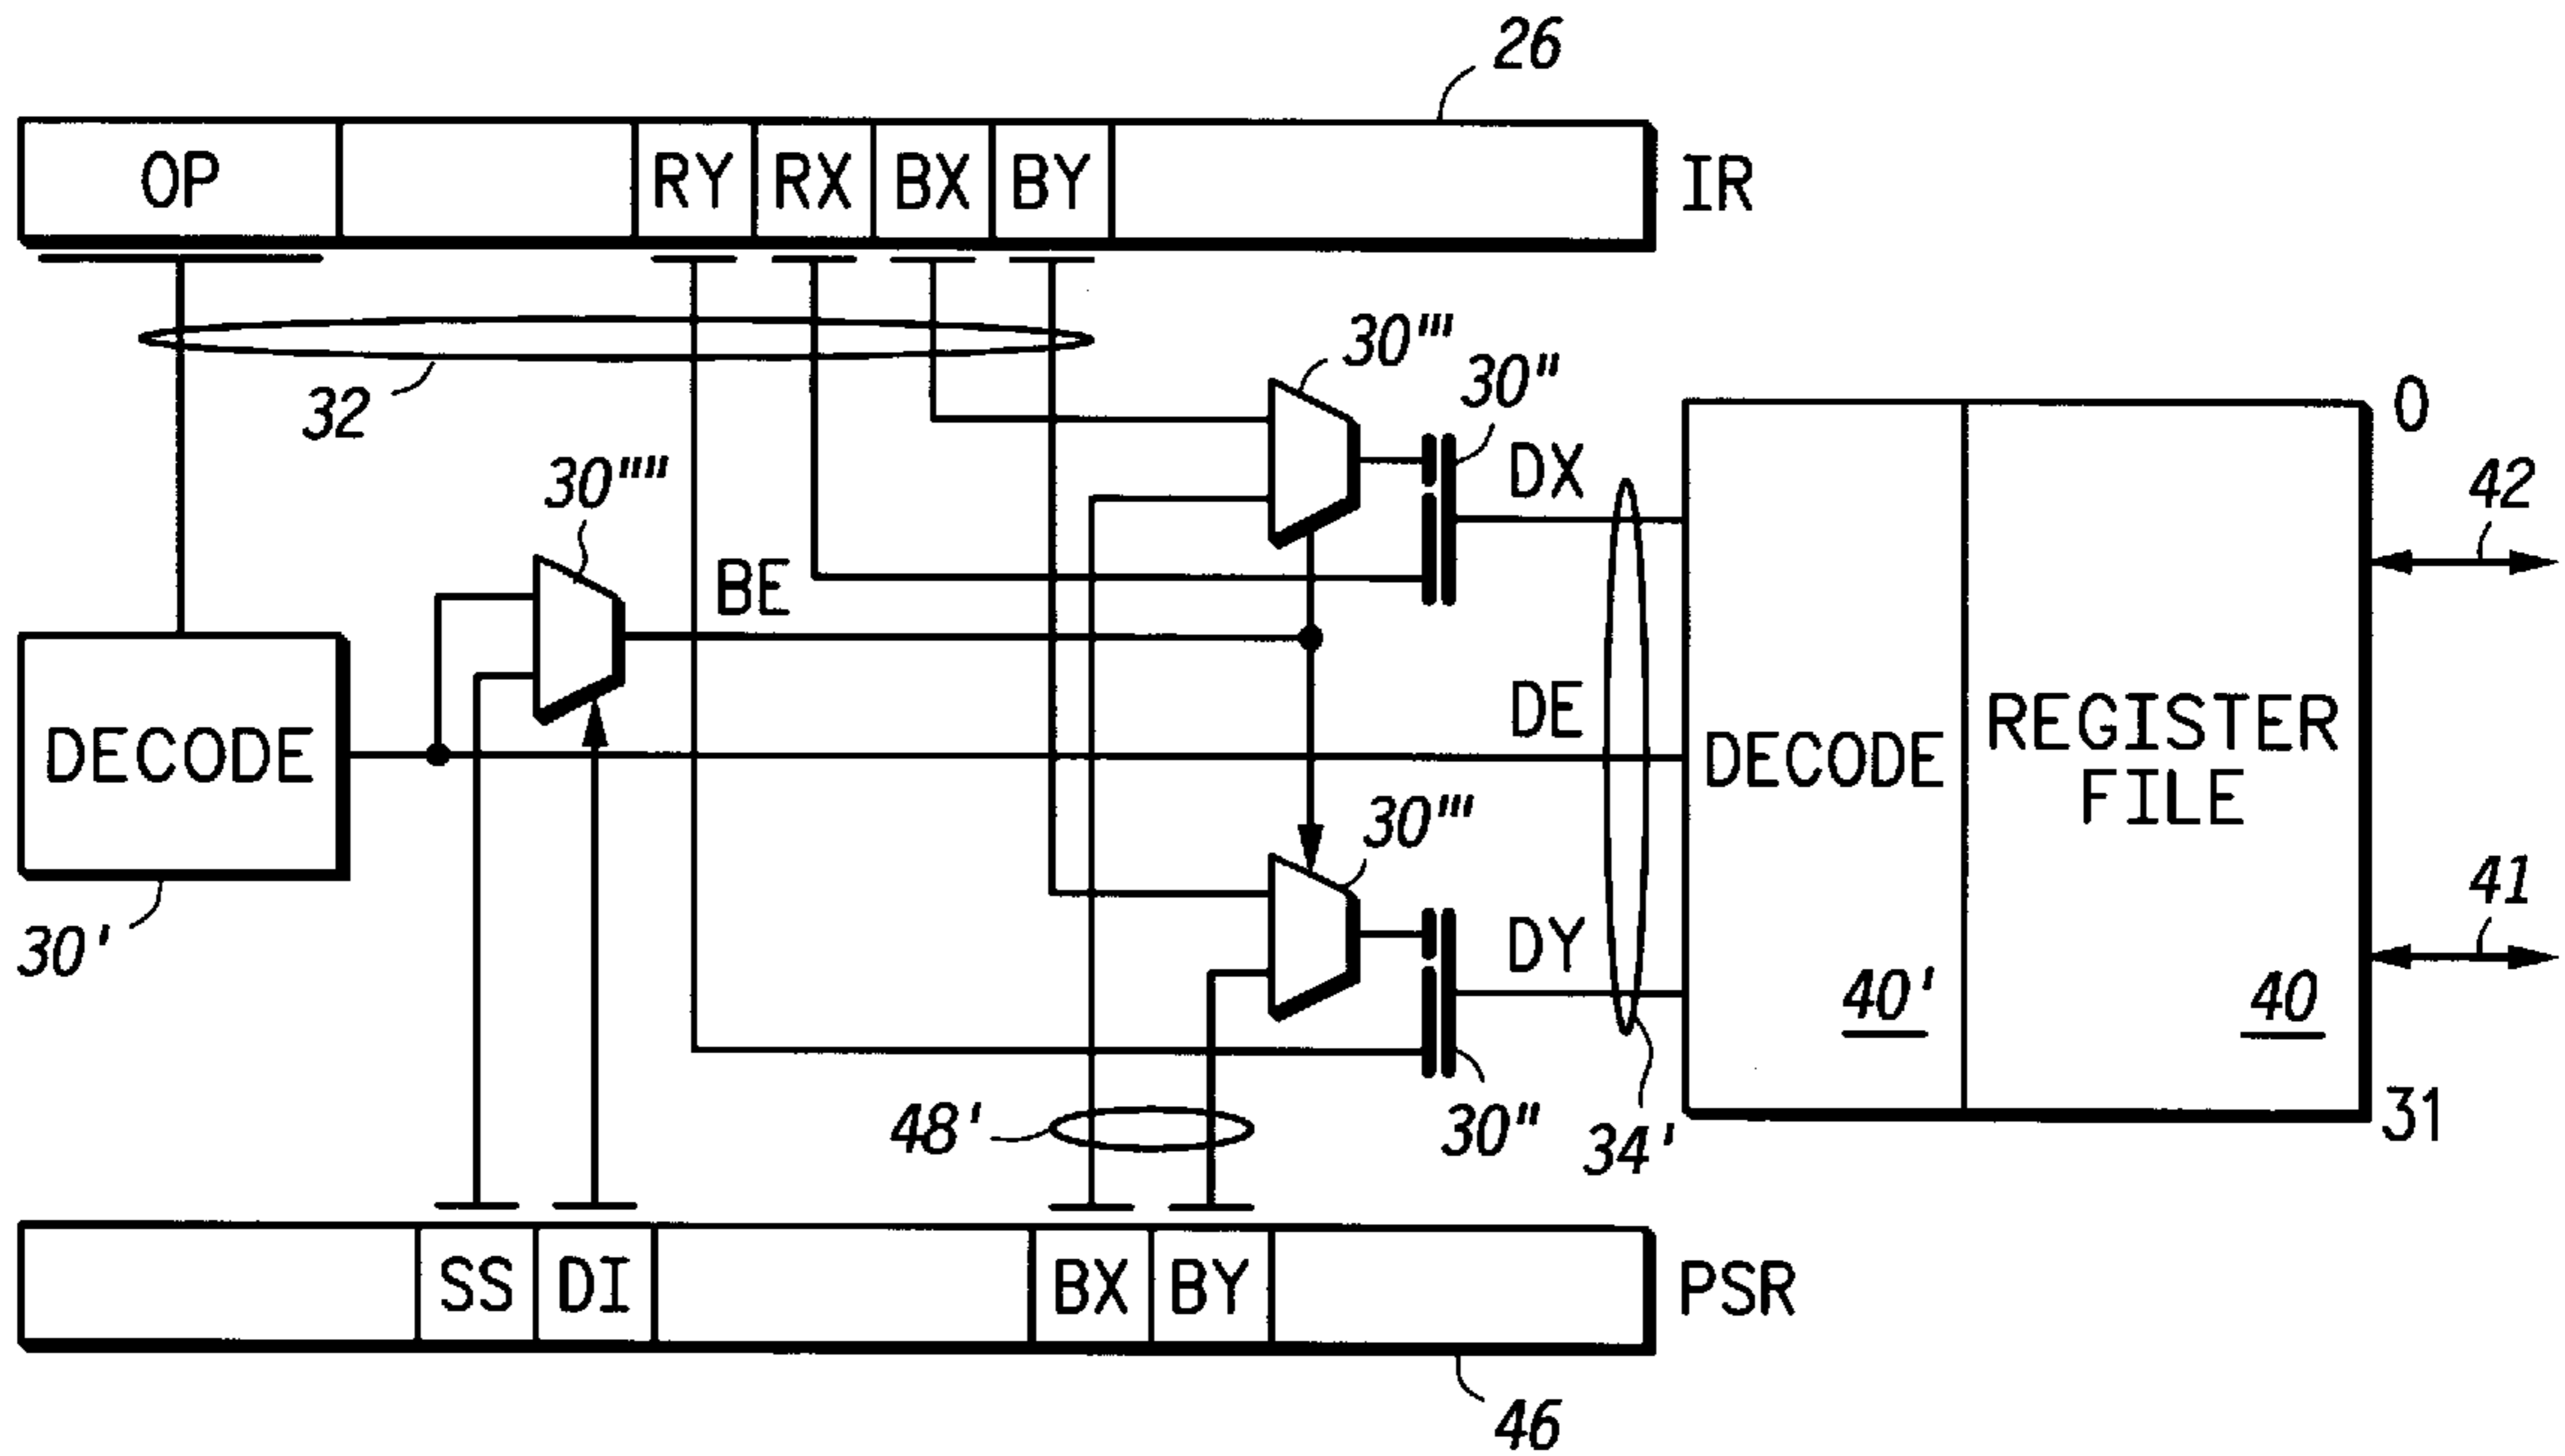 26
OP RY RX BX BY IR
32
30'''
30"
30""
DX
0
42
BE
DE
DECODE
DECODE
REGISTER
FILE
30'''
41
30'
DY
40'
40
48'
30"
34'
31
SS DI BX BY PSR
46